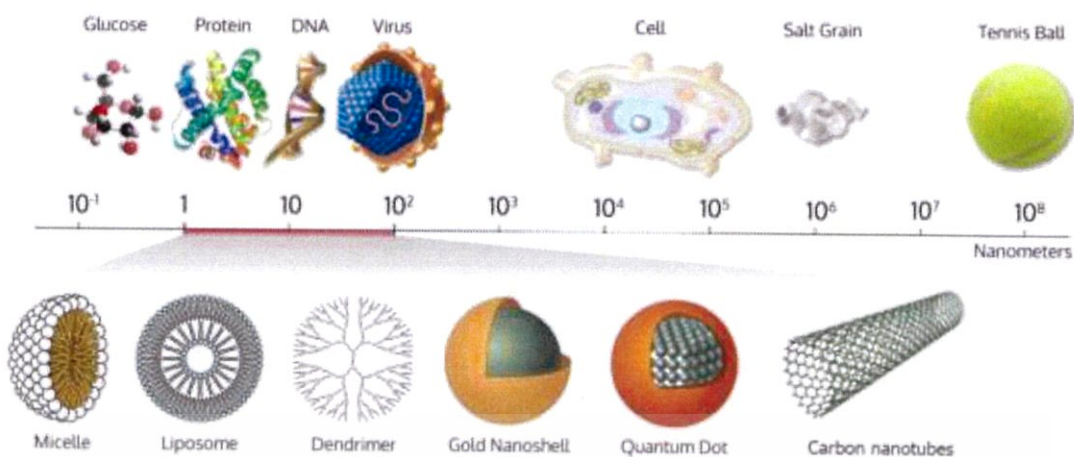 Glucose Protein DNA Virus Cell Salt Grain Tennis Ball
10⁻¹ 1 10 10² 10³ 10⁴ 10⁵ 10⁶ 10⁷ 10⁸
Nanometers
Micelle Liposome Dendrimer Gold Nanoshell Quantum Dot Carbon nanotubes